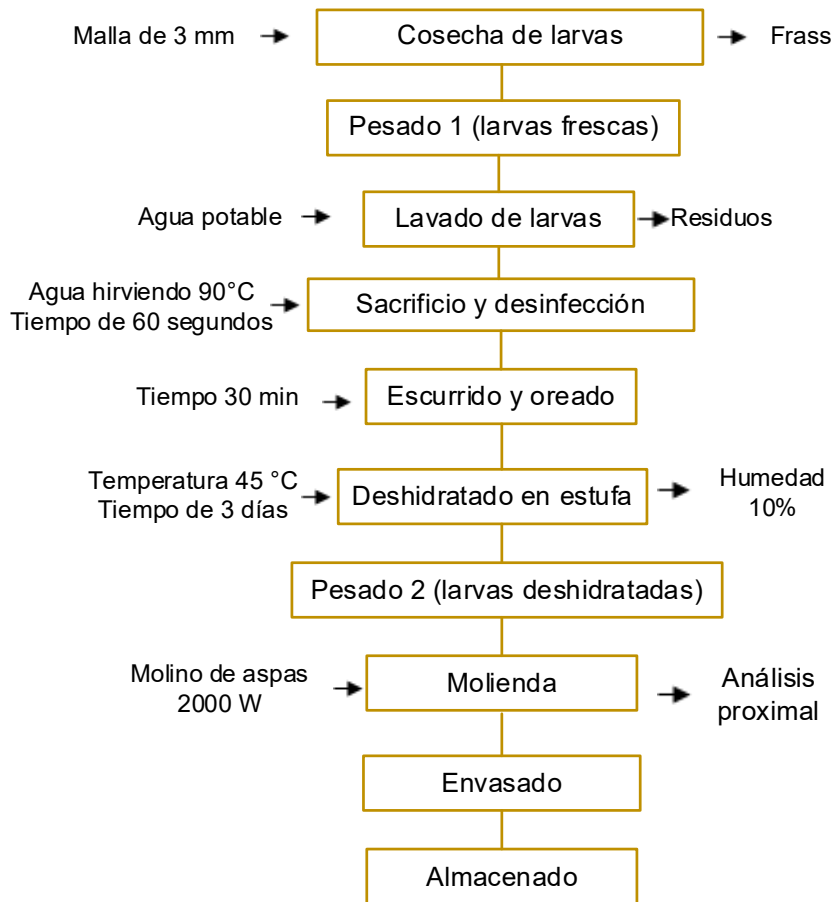 Malla de 3 mm
Cosecha de larvas
Frass
Pesado 1 (larvas frescas)
Agua potable
Lavado de larvas
Residuos
Agua hirviendo 90°C
Tiempo de 60 segundos
Sacrificio y desinfección
Tiempo 30 min
Escurrido y oreado
Temperatura 45 °C
Tiempo de 3 días
Deshidratado en estufa
Humedad
10%
Pesado 2 (larvas deshidratadas)
Molino de aspas
2000 W
Molienda
Análisis
proximal
Envasado
Almacenado